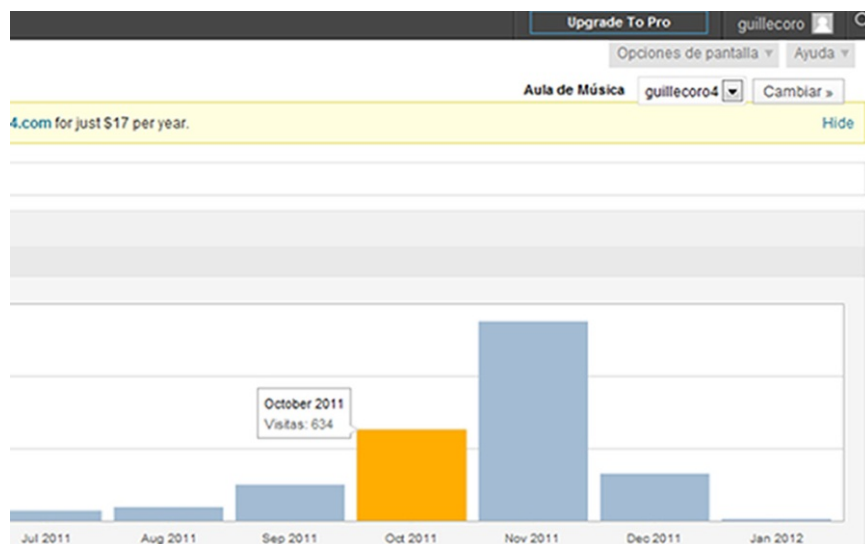 Upgrade To Pro guillecoro
Opciones de pantalla Ayuda
Aula de Música guillecoro4 Cambiar »
4.com for just $17 per year. Hide
October 2011
Visitas: 634
Jul 2011 Aug 2011 Sep 2011 Oct 2011 Nov 2011 Dec 2011 Jan 2012